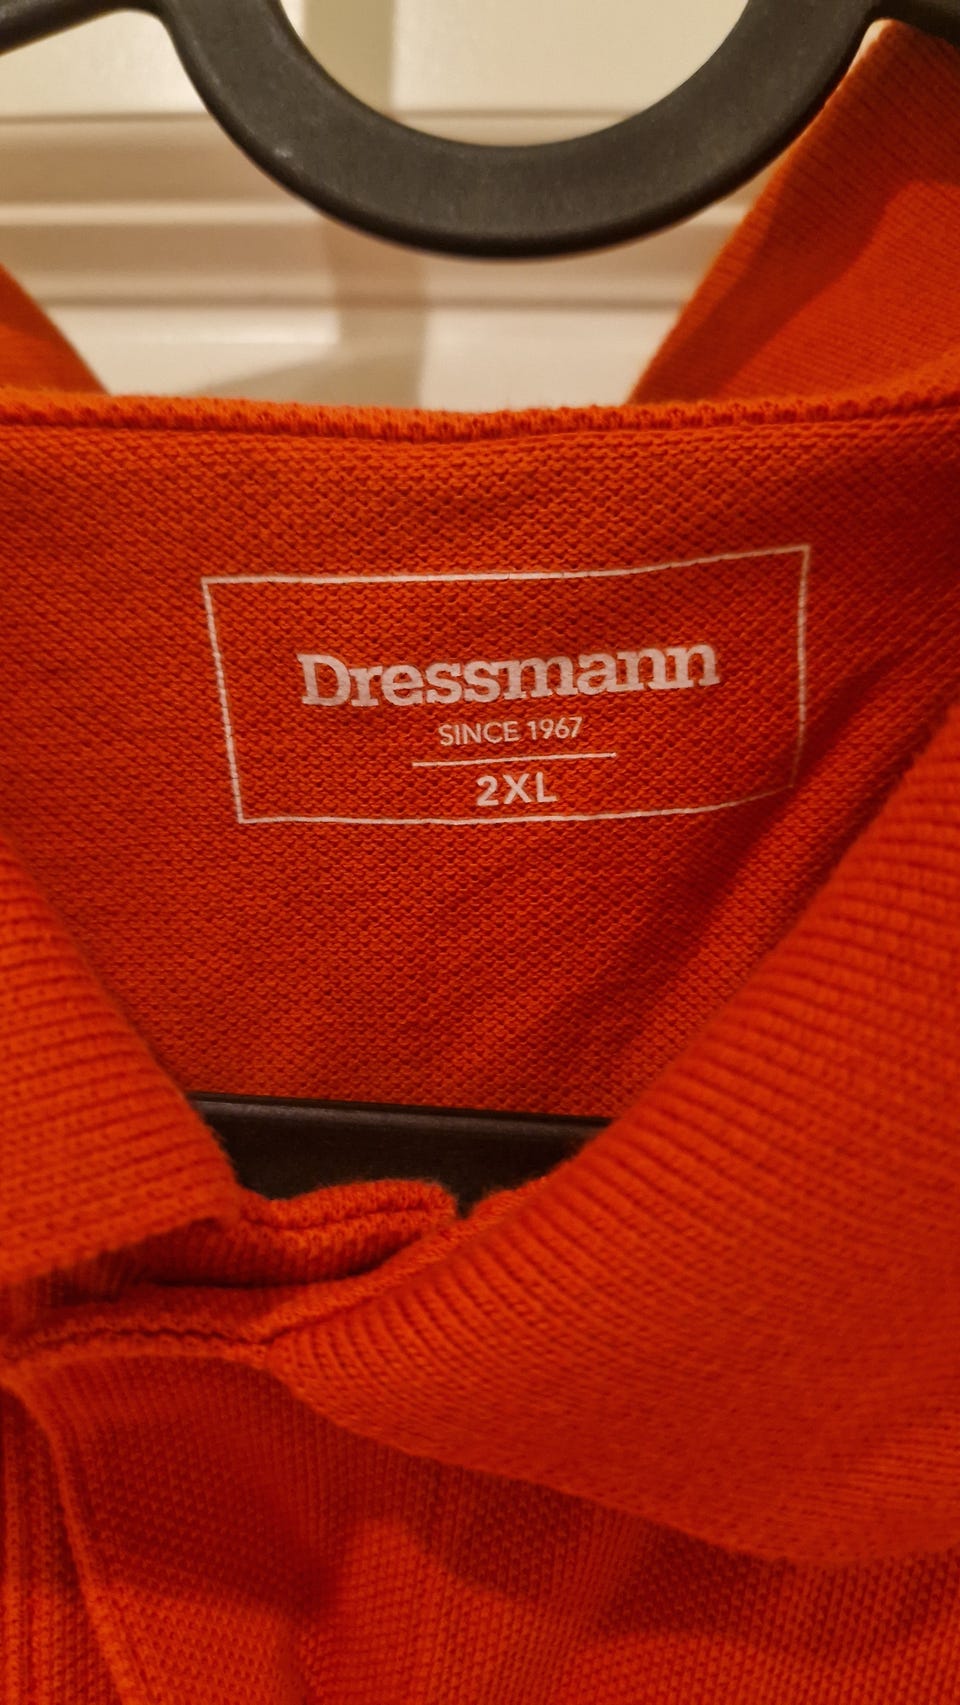 Dressmann
SINCE 1967
2XL